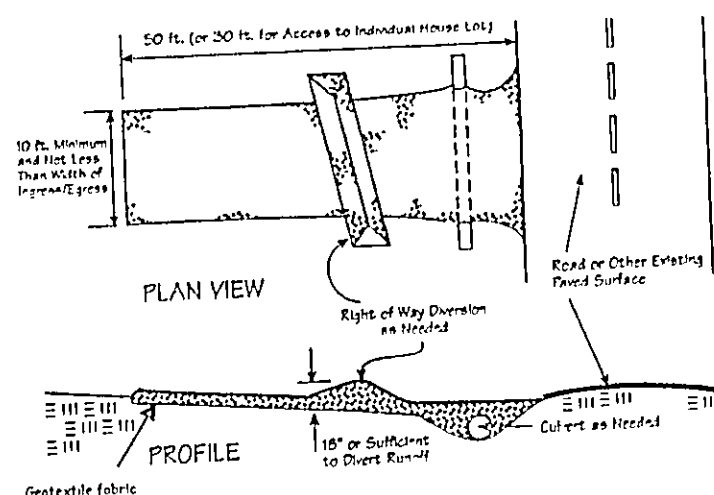 50 ft. (or 30 ft. for Access to Individual House Lot)
10 ft. Minimum
and Not Less
Than Width of
Ingress/Egress
PLAN VIEW
Road or Other Existing
Paved Surface
Right of Way Diversion
as Needed
18" or Sufficient
to Divert Runoff
Culvert as Needed
PROFILE
Geotextile fabric